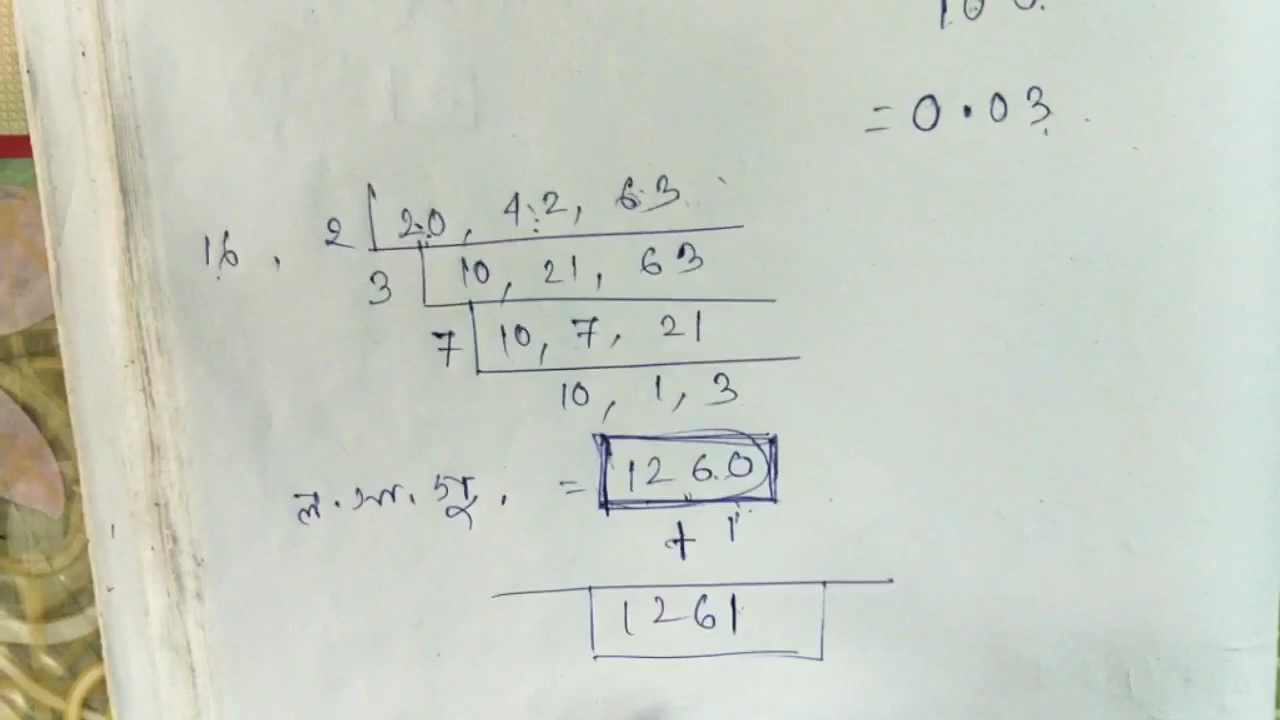 = 0.03
16. 2 | 20, 42, 63
3 | 10, 21, 63
7 | 10, 7, 21
10, 1, 3
ল.সা.গু. = 1260
+ 1
1261